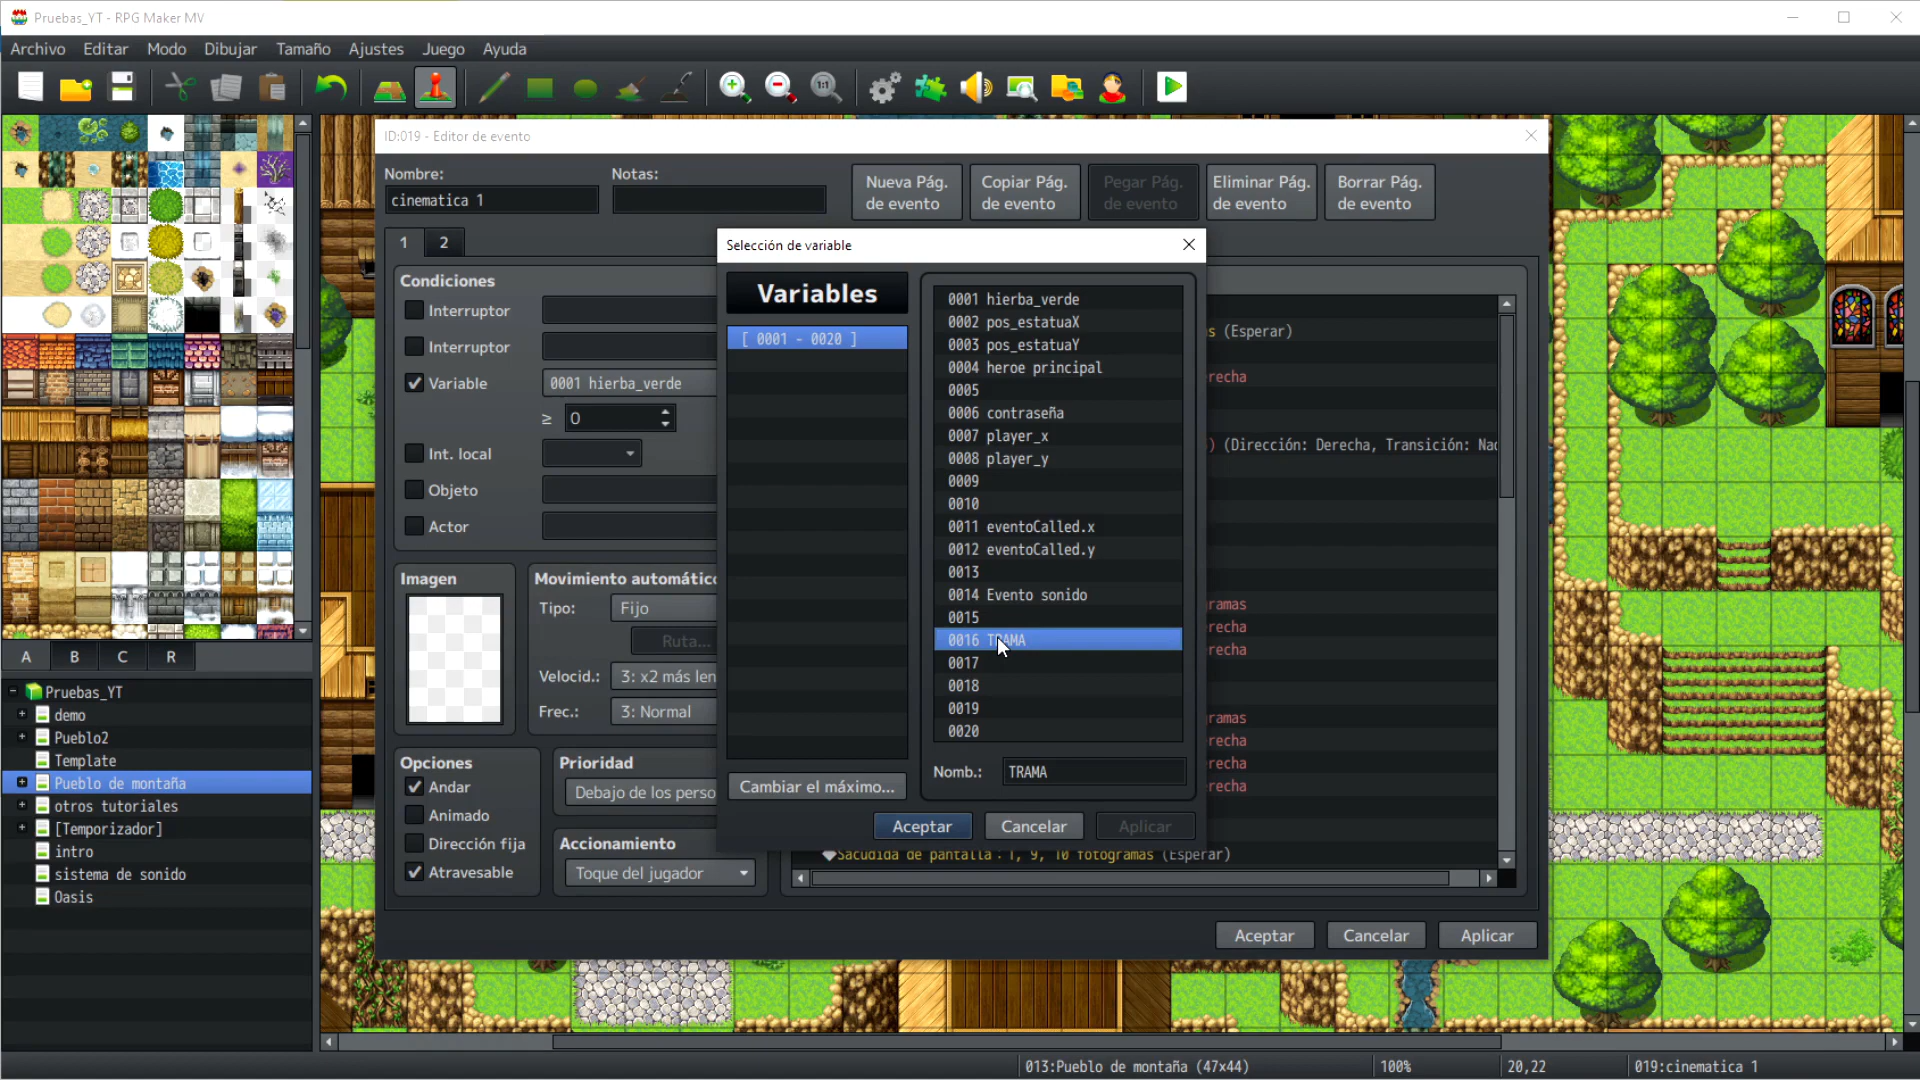 Pruebas_YT - RPG Maker MV
Archivo Editar Modo Dibujar Tamaño Ajustes Juego Ayuda
1:1
ID:019 - Editor de evento
Nombre:
Notas:
cinematica 1
Nueva Pág. de evento
Copiar Pág. de evento
Pegar Pág. de evento
Eliminar Pág. de evento
Borrar Pág. de evento
1 2
Condiciones
Interruptor
Interruptor
Variable
0001 hierba_verde
≥ 0
Int. local
Objeto
Actor
Imagen
Movimiento automático
Tipo: Fijo
Ruta...
Velocid.: 3: x2 más len
Frec.: 3: Normal
Opciones
Andar
Animado
Dirección fija
Atravesable
Prioridad
Debajo de los perso
Accionamiento
Toque del jugador
Selección de variable
Variables
[ 0001 - 0020 ]
0001 hierba_verde
0002 pos_estatuaX
0003 pos_estatuaY
0004 heroe principal
0005
0006 contraseña
0007 player_x
0008 player_y
0009
0010
0011 eventoCalled.x
0012 eventoCalled.y
0013
0014 Evento sonido
0015
0016 TRAMA
0017
0018
0019
0020
Nomb.: TRAMA
Cambiar el máximo...
Aceptar Cancelar Aplicar
s (Esperar)
recha
) (Dirección: Derecha, Transición: Nac
gramas
recha
recha
gramas
recha
recha
recha
◆Sacudida de pantalla : 1, 9, 10 fotogramas (Esperar)
Aceptar Cancelar Aplicar
A B C R
Pruebas_YT
demo
Pueblo2
Template
Pueblo de montaña
otros tutoriales
[Temporizador]
intro
sistema de sonido
Oasis
013:Pueblo de montaña (47x44) 100% 20,22 019:cinematica 1